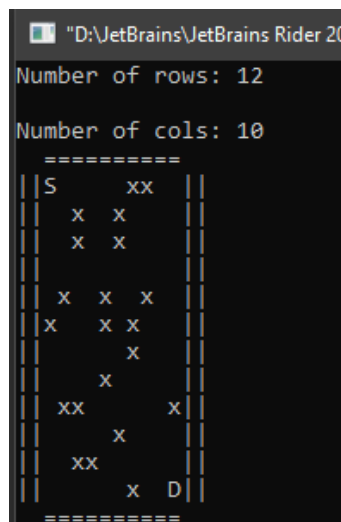 "D:\JetBrains\JetBrains Rider 20
Number of rows: 12
Number of cols: 10
  ==========
||S     xx  ||
||  x  x    ||
||  x  x    ||
||          ||
|| x  x  x  ||
||x   x x   ||
||      x   ||
||    x     ||
|| xx      x||
||     x    ||
||  xx      ||
||      x  D||
  ==========